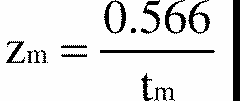 zm = 0.566 / tm